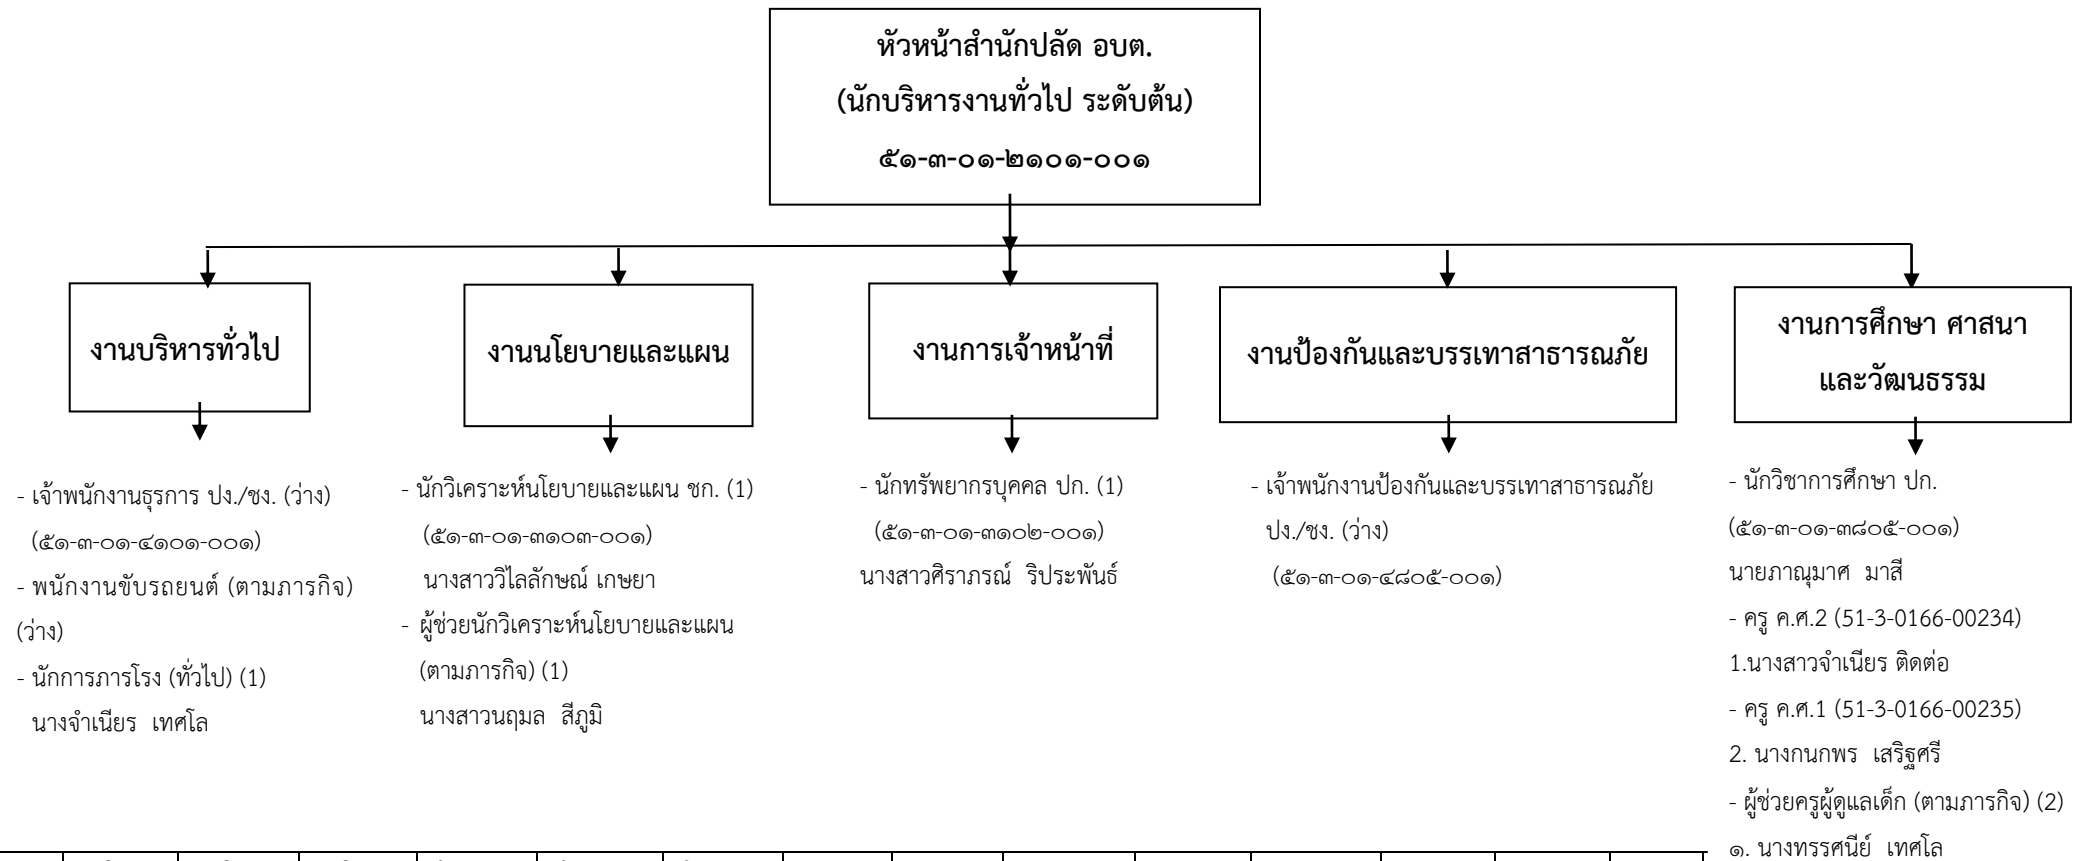 หัวหน้าสำนักปลัด อบต.
(นักบริหารงานทั่วไป ระดับต้น)
๕๑-๓-๐๑-๒๑๐๑-๐๐๑
งานบริหารทั่วไป
- เจ้าพนักงานธุรการ ปง./ชง. (ว่าง)
(๕๑-๓-๐๑-๔๑๐๑-๐๐๑)
- พนักงานขับรถยนต์ (ตามภารกิจ)
(ว่าง)
- นักการภารโรง (ทั่วไป) (1)
นางจำเนียร เทศโล
งานนโยบายและแผน
- นักวิเคราะห์นโยบายและแผน ชก. (1)
(๕๑-๓-๐๑-๓๑๐๓-๐๐๑)
นางสาววิไลลักษณ์ เกษยา
- ผู้ช่วยนักวิเคราะห์นโยบายและแผน
(ตามภารกิจ) (1)
นางสาวนฤมล สีภูมิ
งานการเจ้าหน้าที่
- นักทรัพยากรบุคคล ปก. (1)
(๕๑-๓-๐๑-๓๑๐๒-๐๐๑)
นางสาวศิราภรณ์ ริประพันธ์
งานป้องกันและบรรเทาสาธารณภัย
- เจ้าพนักงานป้องกันและบรรเทาสาธารณภัย
ปง./ชง. (ว่าง)
(๕๑-๓-๐๑-๔๘๐๕-๐๐๑)
งานการศึกษา ศาสนา
และวัฒนธรรม
- นักวิชาการศึกษา ปก.
(๕๑-๓-๐๑-๓๘๐๕-๐๐๑)
นายภาณุมาศ มาสี
- ครู ค.ศ.2 (51-3-0166-00234)
1.นางสาวจำเนียร ติดต่อ
- ครู ค.ศ.1 (51-3-0166-00235)
2. นางกนกพร เสริฐศรี
- ผู้ช่วยครูผู้ดูแลเด็ก (ตามภารกิจ) (2)
๑. นางทรรศนีย์ เทศโล